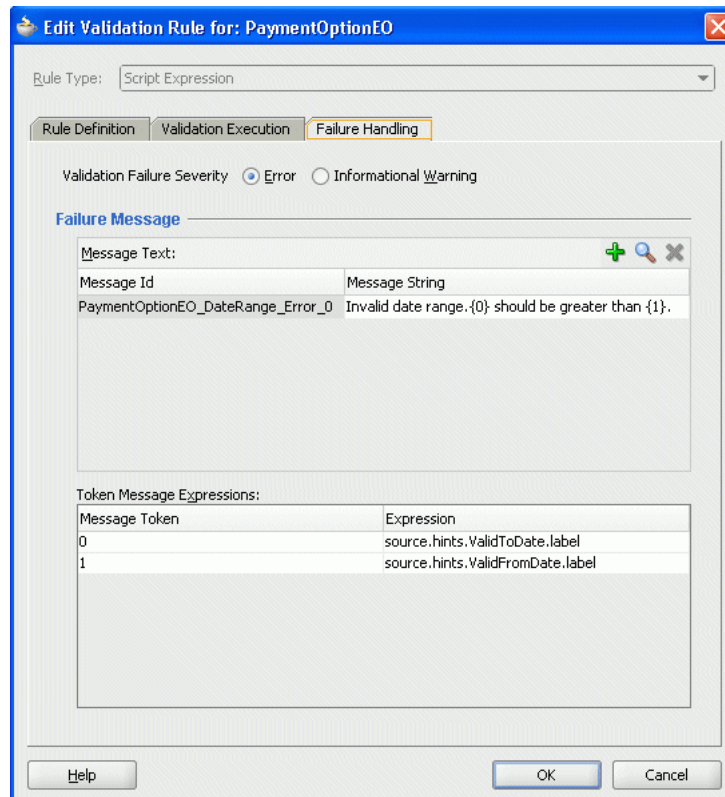 Edit Validation Rule for: PaymentOptionEO
Rule Type: Script Expression
Rule Definition Validation Execution Failure Handling
Validation Failure Severity Error Informational Warning
Failure Message
Message Text:
Message Id Message String
PaymentOptionEO_DateRange_Error_0 Invalid date range.{0} should be greater than {1}.
Token Message Expressions:
Message Token Expression
0 source.hints.ValidToDate.label
1 source.hints.ValidFromDate.label
Help OK Cancel